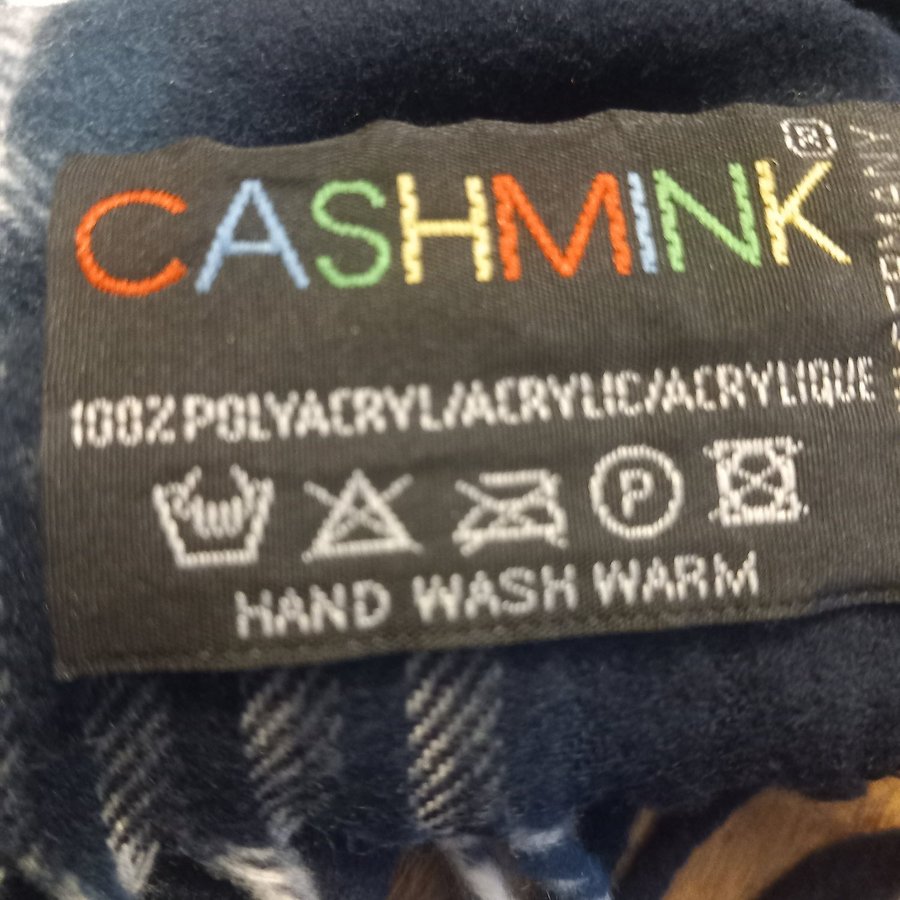 CASHMINK®
100% POLYACRYL/ACRYLIC/ACRYLIQUE
P
HAND WASH WARM